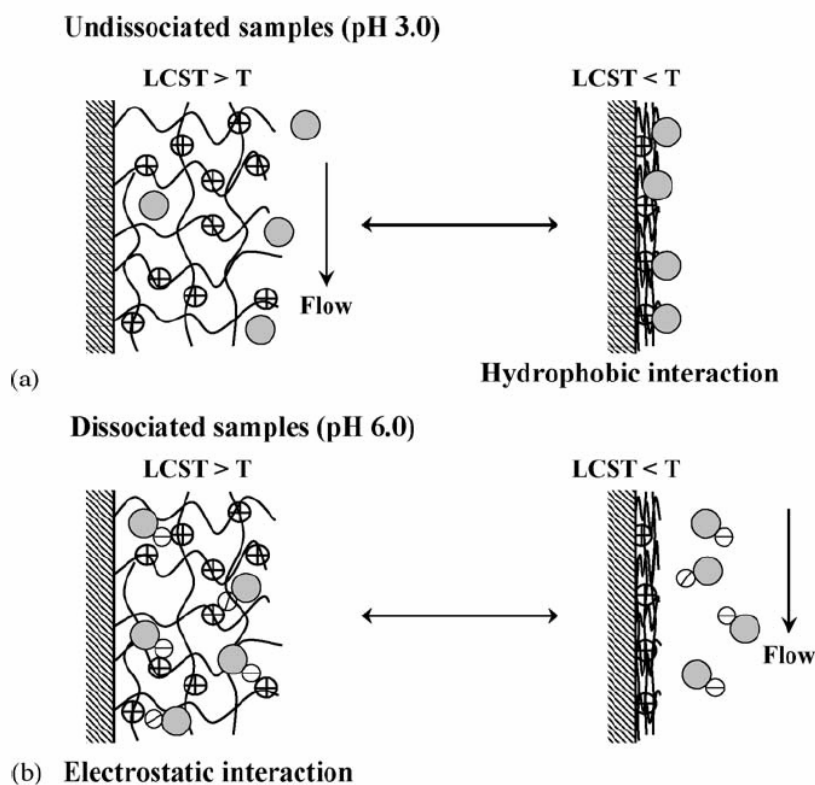 Undissociated samples (pH 3.0)
LCST > T
LCST < T
Flow
(a)
Hydrophobic interaction
Dissociated samples (pH 6.0)
LCST > T
LCST < T
Flow
(b) Electrostatic interaction